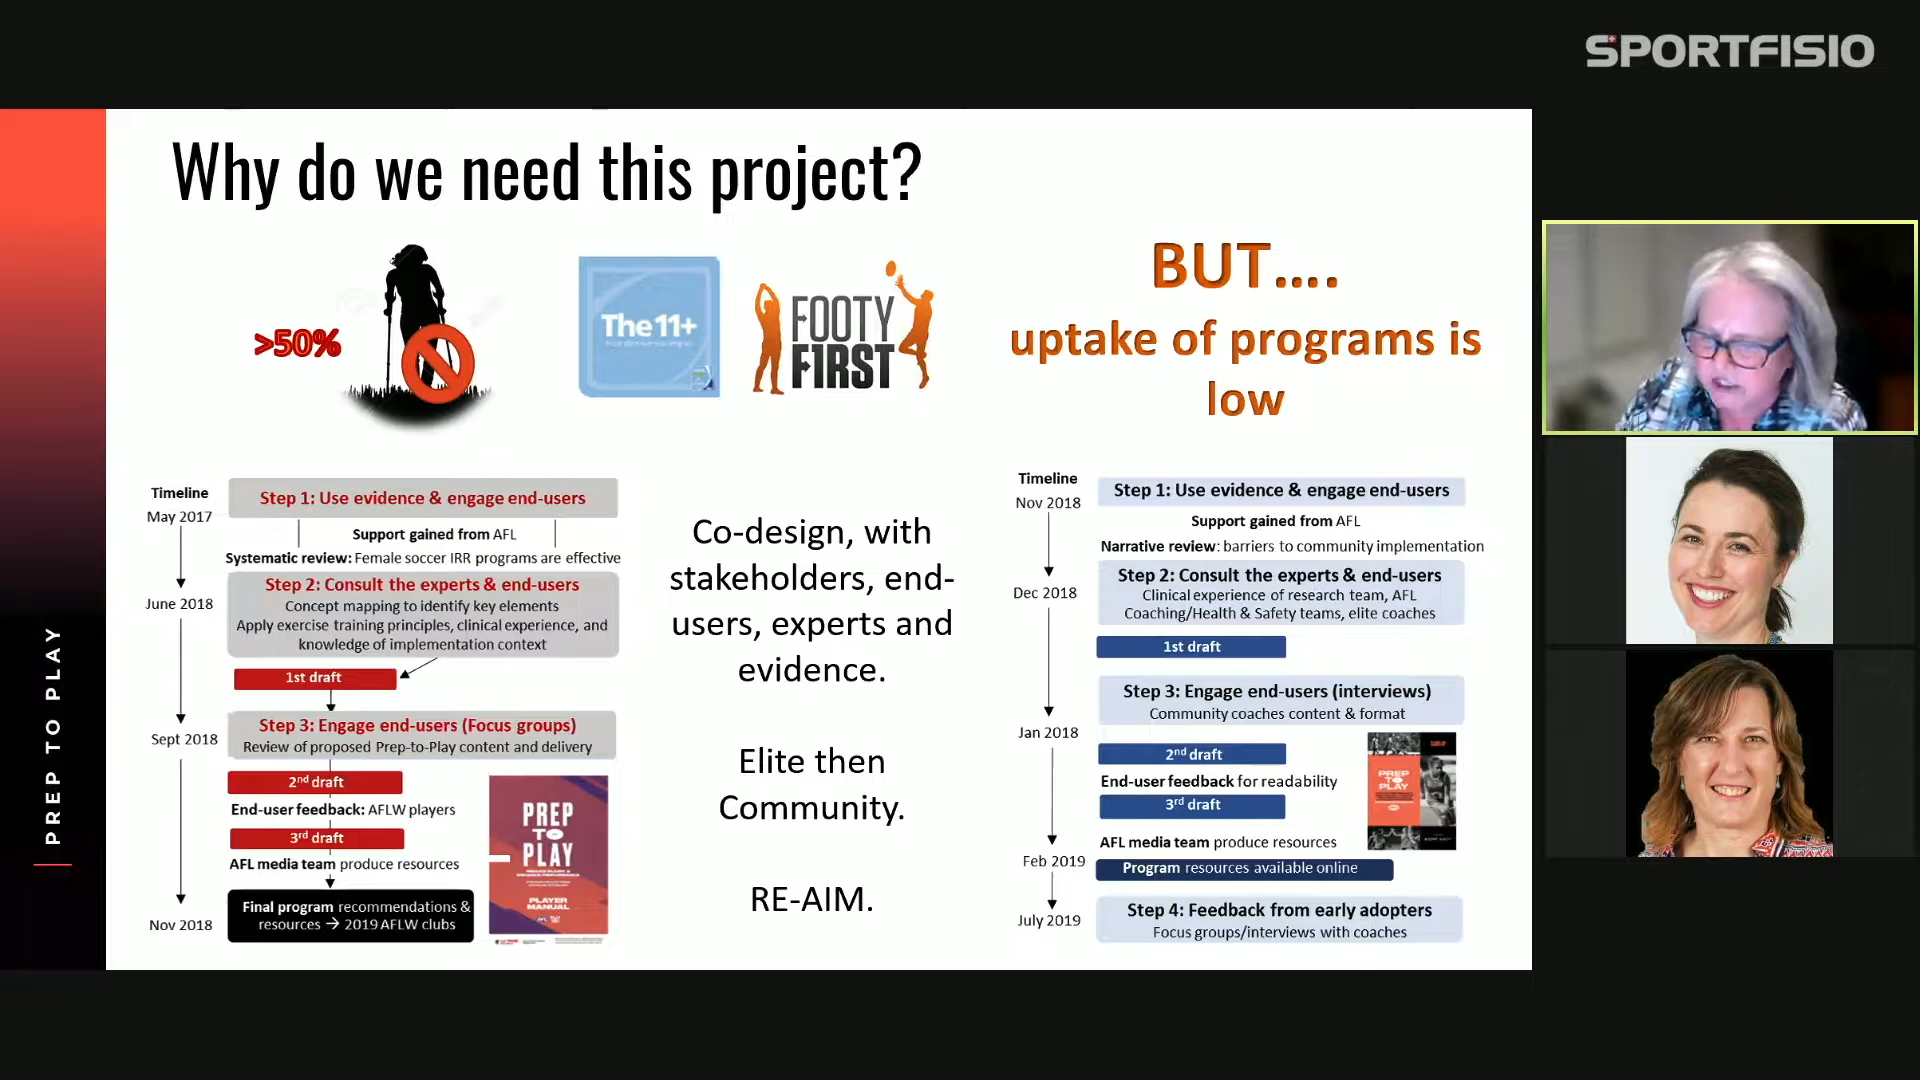 SPORTFISIO
Why do we need this project?
>50%
The 11+
FOOTY
FIRST
BUT....
uptake of programs is
low
PREP TO PLAY
Timeline
May 2017
June 2018
Sept 2018
Nov 2018
Step 1: Use evidence & engage end-users
Support gained from AFL
Systematic review: Female soccer IRR programs are effective
Step 2: Consult the experts & end-users
Concept mapping to identify key elements
Apply exercise training principles, clinical experience, and
knowledge of implementation context
1st draft
Step 3: Engage end-users (Focus groups)
Review of proposed Prep-to-Play content and delivery
2nd draft
End-user feedback: AFLW players
3rd draft
AFL media team produce resources
Final program recommendations &
resources → 2019 AFLW clubs
PREP
TO
PLAY
PLAYER
MANUAL
Co-design, with
stakeholders, end-
users, experts and
evidence.
Elite then
Community.
RE-AIM.
Timeline
Nov 2018
Dec 2018
Jan 2018
Feb 2019
July 2019
Step 1: Use evidence & engage end-users
Support gained from AFL
Narrative review: barriers to community implementation
Step 2: Consult the experts & end-users
Clinical experience of research team, AFL
Coaching/Health & Safety teams, elite coaches
1st draft
Step 3: Engage end-users (interviews)
Community coaches content & format
2nd draft
End-user feedback for readability
3rd draft
AFL media team produce resources
PREP
TO
PLAY
Program resources available online
Step 4: Feedback from early adopters
Focus groups/interviews with coaches